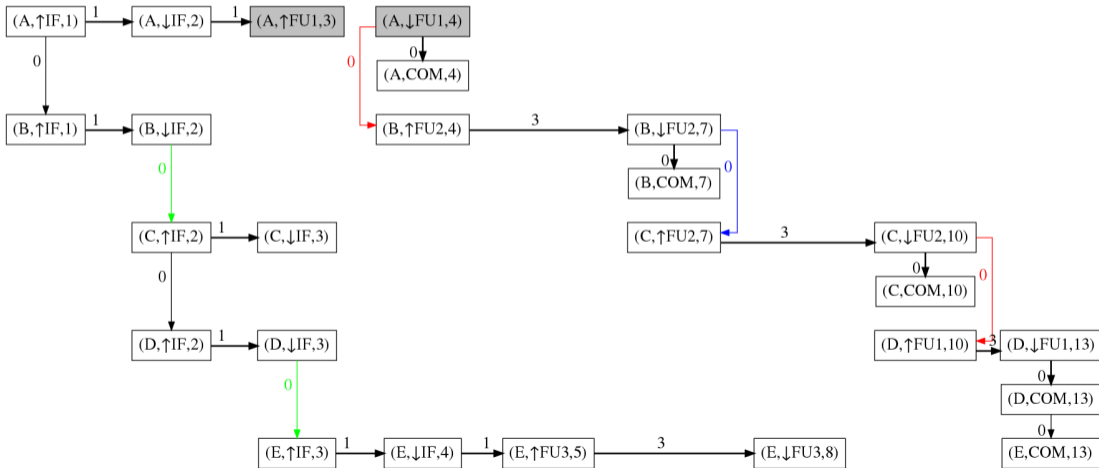 (A,↑IF,1) 1 (A,↓IF,2) 1 (A,↑FU1,3) (A,↓FU1,4)
0 0 0
(A,COM,4)
(B,↑IF,1) 1 (B,↓IF,2) (B,↑FU2,4) 3 (B,↓FU2,7)
0 0 0
(B,COM,7)
(C,↑IF,2) 1 (C,↓IF,3) (C,↑FU2,7) 3 (C,↓FU2,10)
0 0 0
(C,COM,10)
(D,↑IF,2) 1 (D,↓IF,3) (D,↑FU1,10) 3 (D,↓FU1,13)
0 0
(D,COM,13)
0
(E,↑IF,3) 1 (E,↓IF,4) 1 (E,↑FU3,5) 3 (E,↓FU3,8) (E,COM,13)